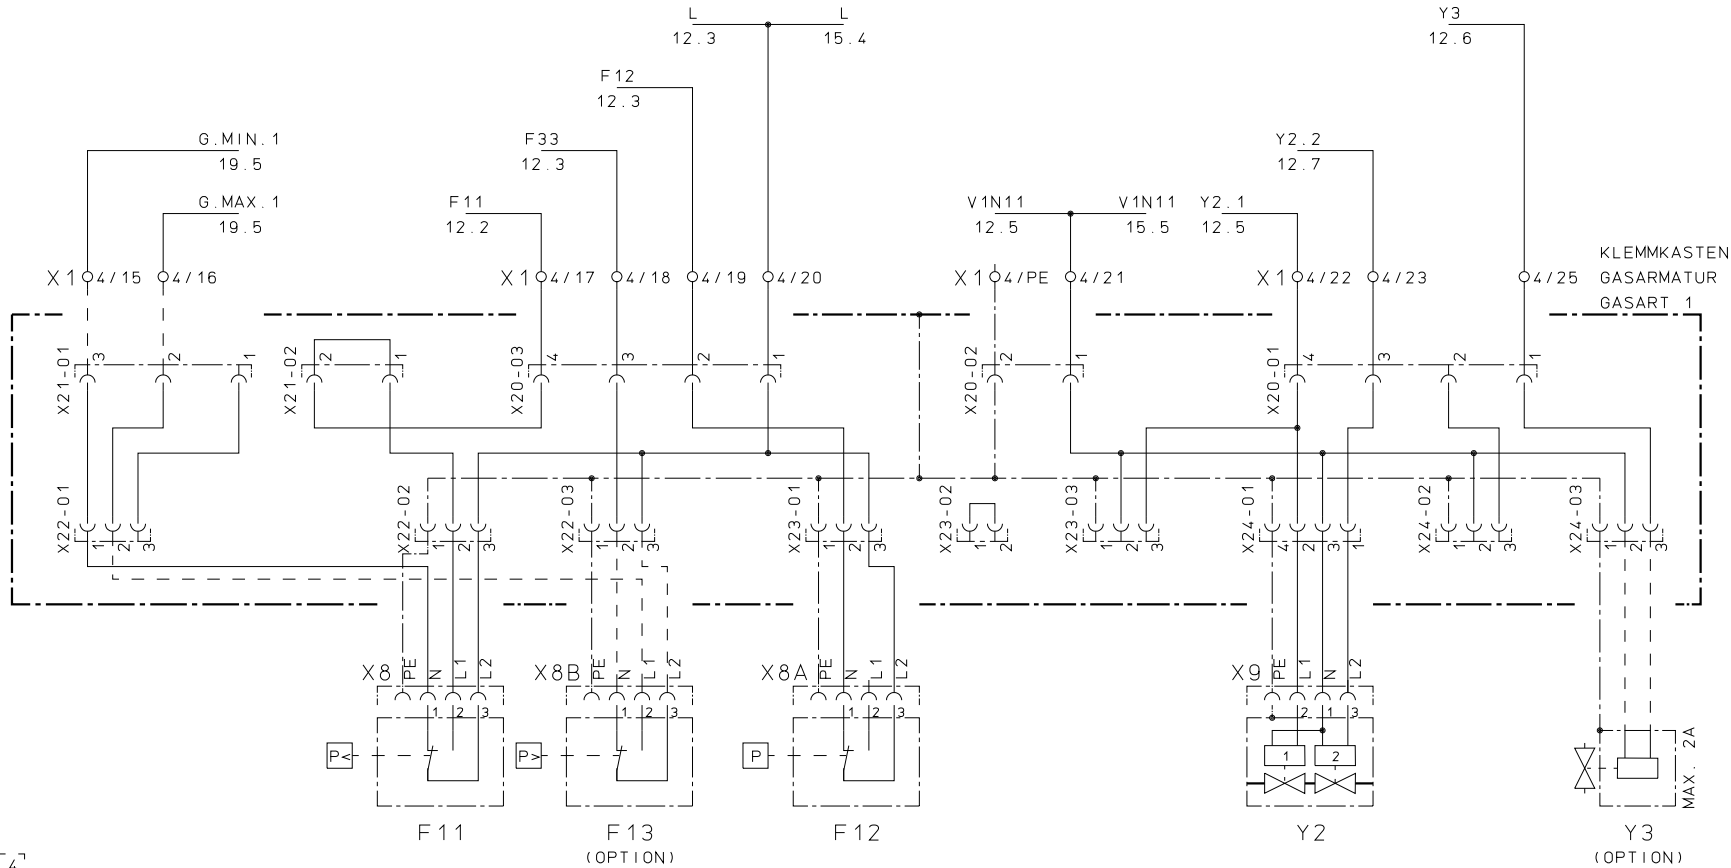 L L Y3
12.3 15.4 12.6
F12
12.3
G.MIN.1 F33 Y2.2
19.5 12.3 12.7
G.MAX.1 F11 V1N11 V1N11 Y2.1
19.5 12.2 12.5 15.5 12.5
KLEMMKASTEN
X1 4/15 4/16 X1 4/17 4/18 4/19 4/20 X1 4/PE 4/21 X1 4/22 4/23 4/25 GASARMATUR
GASART 1
X21-01 3 2 1 X21-02 2 1 X20-03 4 3 2 1 X20-02 2 1 X20-01 4 3 2 1
X22-01 1 2 3 X22-02 1 2 3 X22-03 1 2 3 X23-01 1 2 3 X23-02 1 2 X23-03 1 2 3 X24-01 4 2 3 1 X24-02 1 2 3 X24-03 1 2 3
X8 PE N L1 L2 X8B PE N L1 L2 X8A PE N L1 L2 X9 PE L1 N L2
1 2 3 1 2 3 1 2 3 2 1 3
P< P> P 1 2 MAX. 2A
F11 F13 F12 Y2 Y3
(OPTION) (OPTION)
4